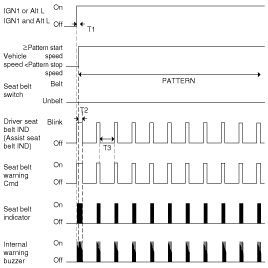 IGN1 or Alt L
IGN1 and Alt L
On
Off
T1
Vehicle speed
≥Pattern start speed
<Pattern stop speed
PATTERN
Seat belt switch
Belt
Unbelt
T2
Driver seat belt IND
(Assist seat belt IND)
Blink
Off
T3
Seat belt warning Cmd
On
Off
Seat belt indicator
On
Off
Internal warning buzzer
On
Off